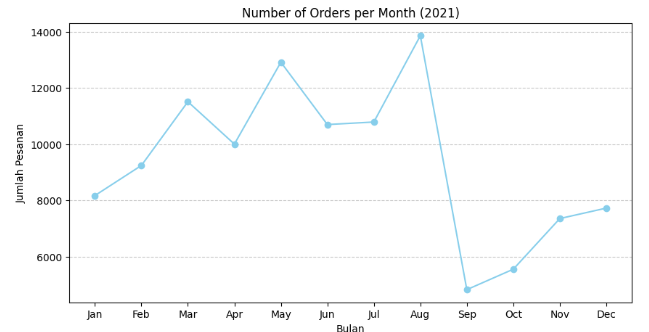 Number of Orders per Month (2021)
Jumlah Pesanan
14000
12000
10000
8000
6000
Jan Feb Mar Apr May Jun Jul Aug Sep Oct Nov Dec
Bulan